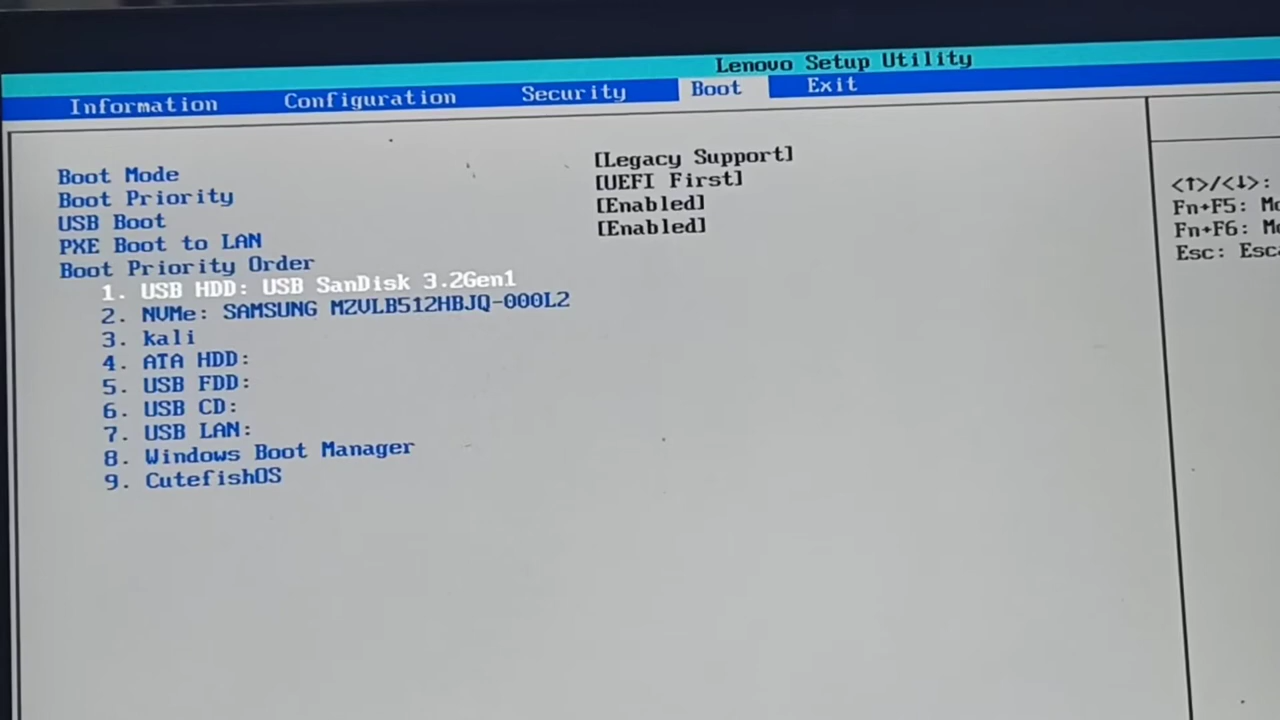 Lenovo Setup Utility
Information Configuration Security Boot Exit
Boot Mode [Legacy Support]
Boot Priority [UEFI First]
USB Boot [Enabled]
PXE Boot to LAN [Enabled]
Boot Priority Order
1. USB HDD: USB SanDisk 3.2Gen1
2. NVMe: SAMSUNG MZVLB512HBJQ-000L2
3. kali
4. ATA HDD:
5. USB FDD:
6. USB CD:
7. USB LAN:
8. Windows Boot Manager
9. CutefishOS
<↑>/<↓>:
Fn+F5:
Fn+F6:
Esc: